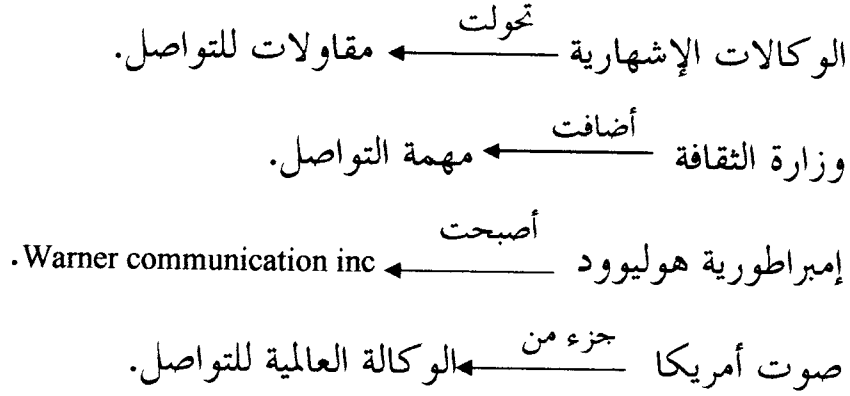 الوكالات الإشهارية تحولت مقاولات للتواصل.
وزارة الثقافة أضافت مهمة التواصل.
إمبراطورية هوليوود أصبحت Warner communication inc.
صوت أمريكا جزء من الوكالة العالمية للتواصل.